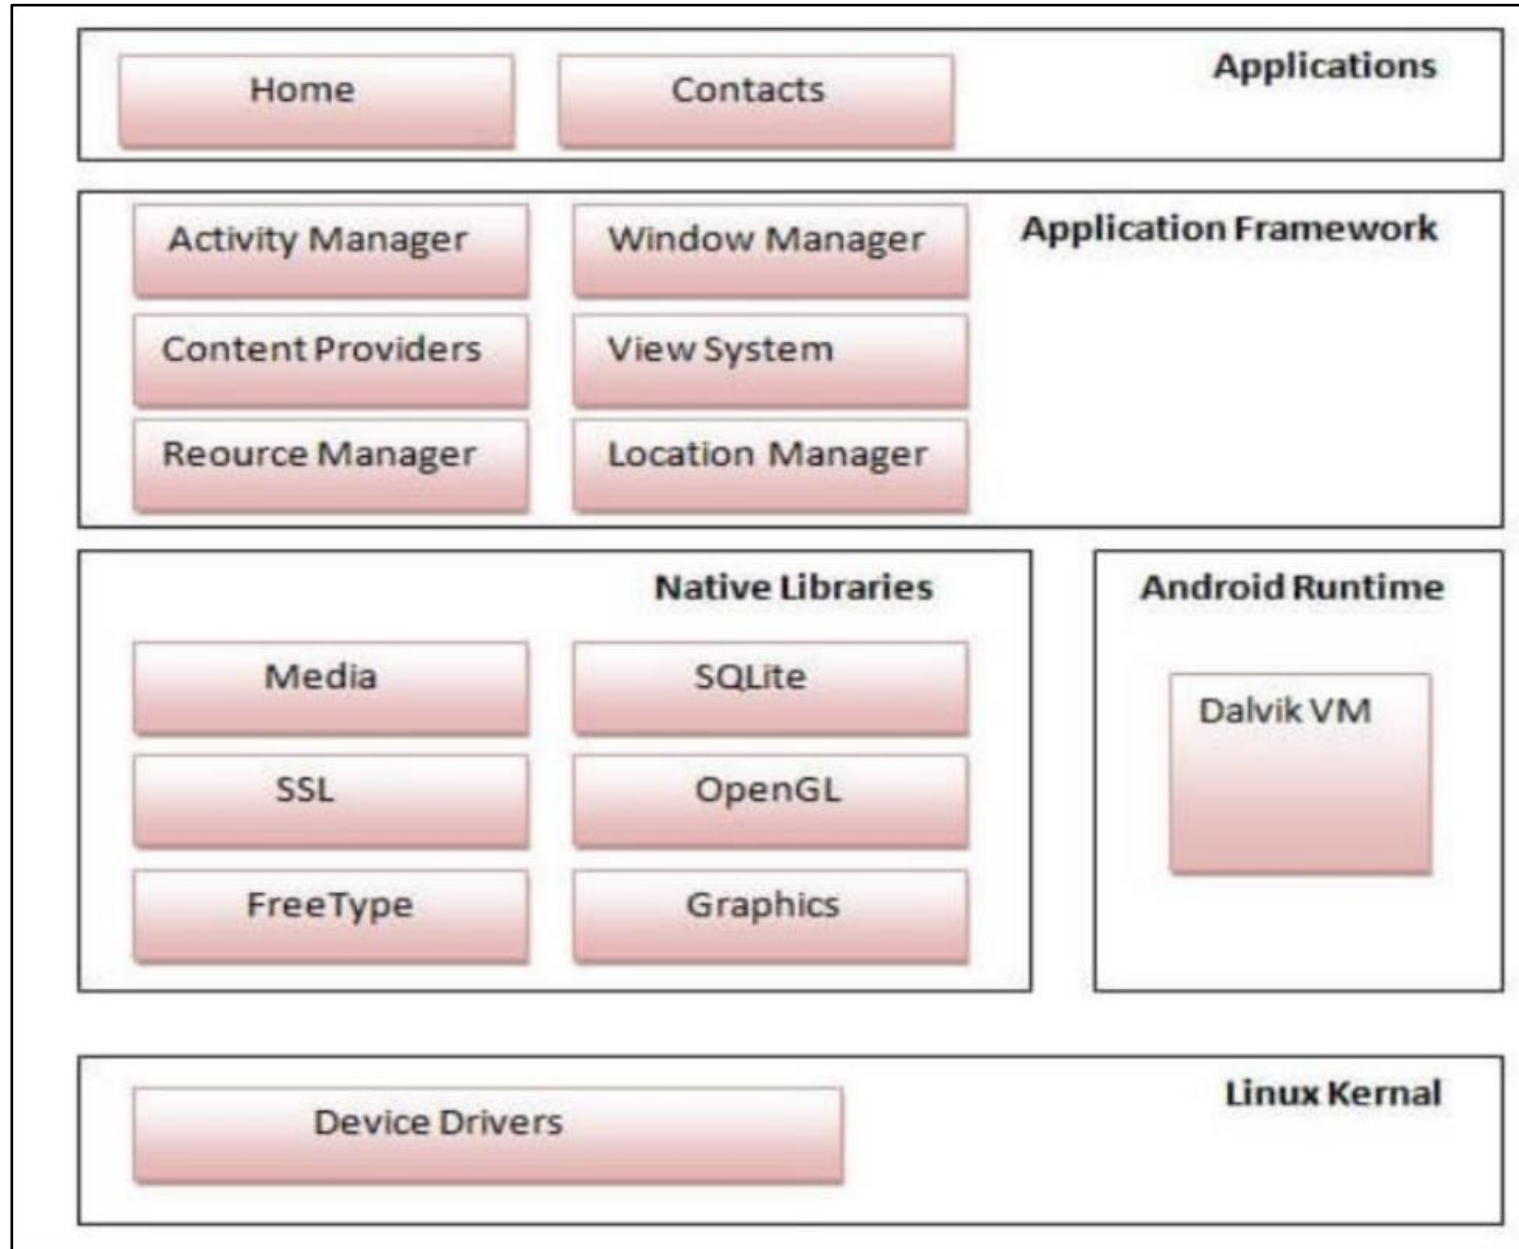 Applications
Home
Contacts
Application Framework
Activity Manager
Window Manager
Content Providers
View System
Reource Manager
Location Manager
Native Libraries
Media
SQLite
SSL
OpenGL
FreeType
Graphics
Android Runtime
Dalvik VM
Linux Kernal
Device Drivers